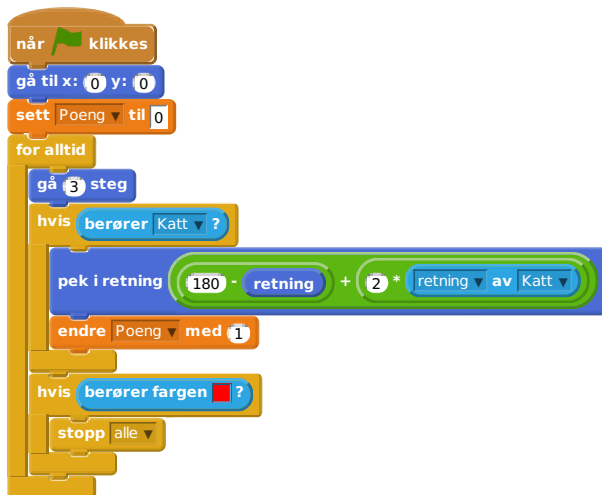 når klikkes
gå til x: 0 y: 0
sett Poeng til 0
for alltid
gå 3 steg
hvis berører Katt ?
pek i retning 180 - retning + 2 * retning av Katt
endre Poeng med 1
hvis berører fargen ?
stopp alle